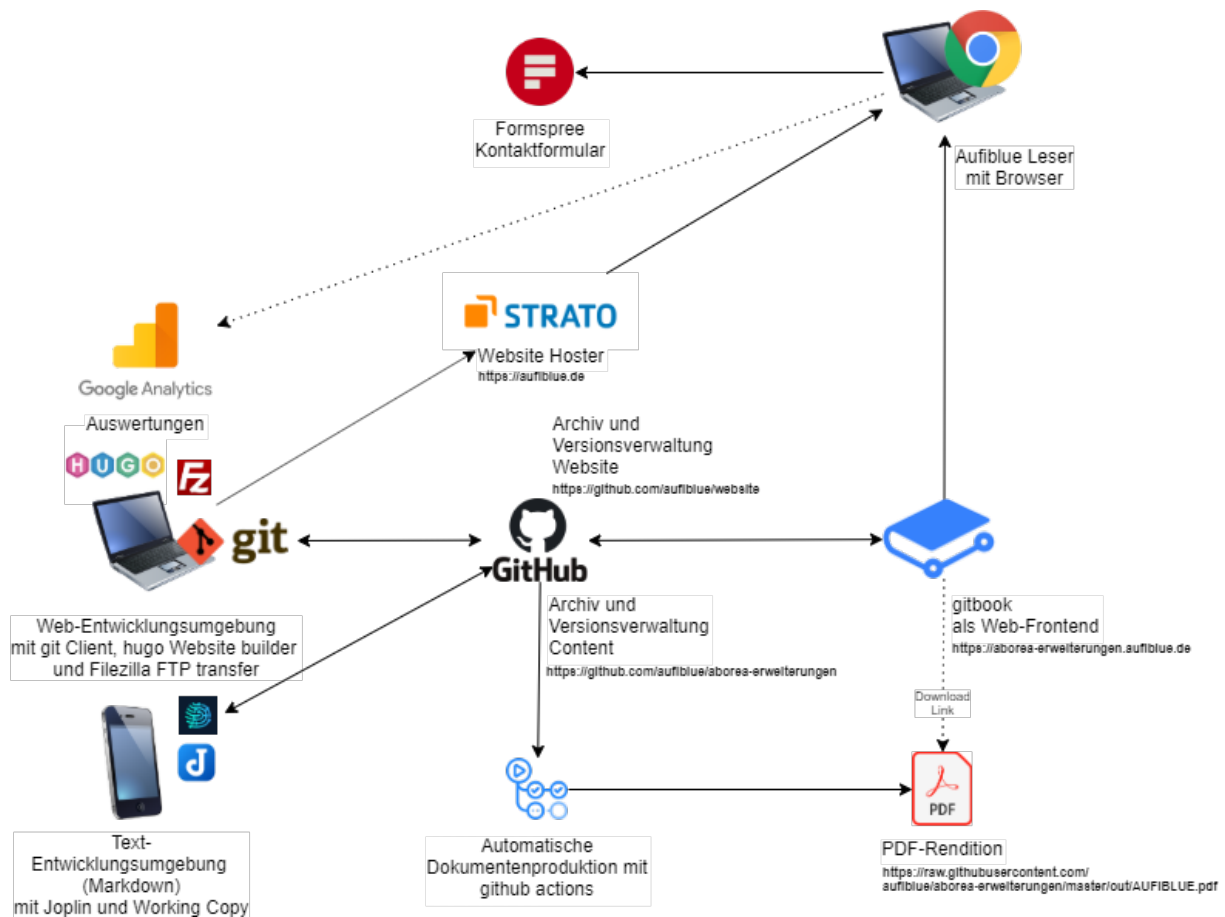 Formspree
Kontaktformular
Aufiblue Leser
mit Browser
STRATO
Website Hoster
https://aufiblue.de
Google Analytics
Auswertungen
HUGO
Fz
git
Archiv und
Versionsverwaltung
Website
https://github.com/aufiblue/website
GitHub
Web-Entwicklungsumgebung
mit git Client, hugo Website builder
und Filezilla FTP transfer
Archiv und
Versionsverwaltung
Content
https://github.com/aufiblue/aborea-erweiterungen
gitbook
als Web-Frontend
https://aborea-erweiterungen.aufiblue.de
Download
Link
J
Text-
Entwicklungsumgebung
(Markdown)
mit Joplin und Working Copy
Automatische
Dokumentenproduktion mit
github actions
PDF
PDF-Rendition
https://raw.githubusercontent.com/
aufiblue/aborea-erweiterungen/master/out/AUFIBLUE.pdf